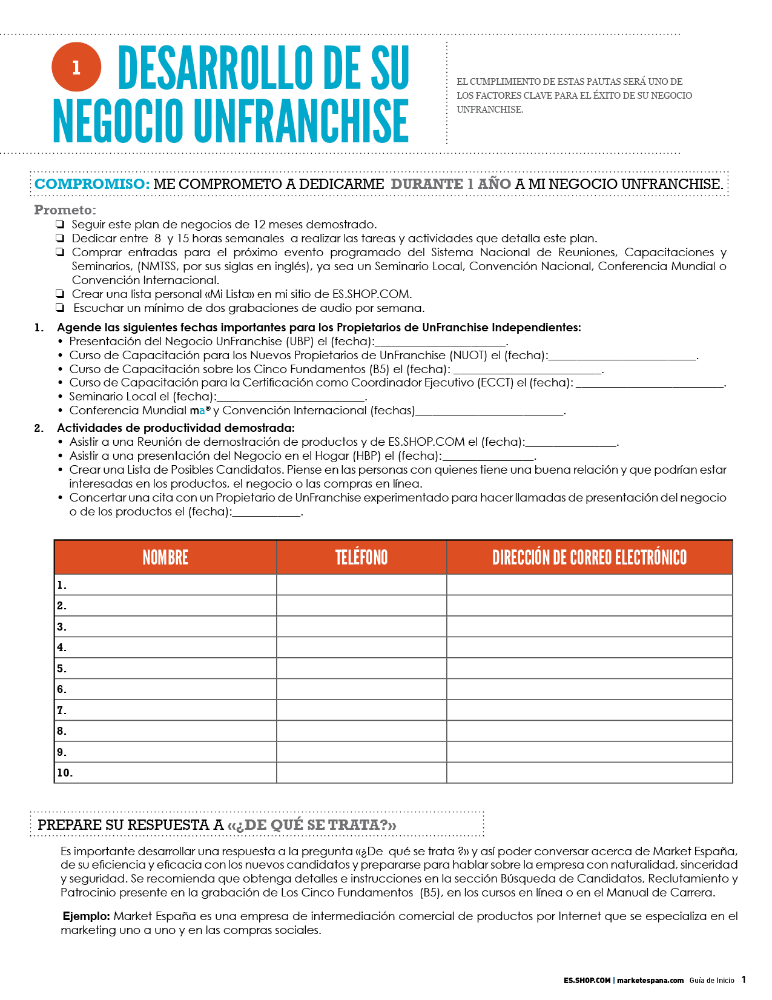 1 DESARROLLO DE SU
NEGOCIO UNFRANCHISE
EL CUMPLIMIENTO DE ESTAS PAUTAS SERÁ UNO DE
LOS FACTORES CLAVE PARA EL ÉXITO DE SU NEGOCIO
UNFRANCHISE.
COMPROMISO: ME COMPROMETO A DEDICARME DURANTE 1 AÑO A MI NEGOCIO UNFRANCHISE.
Prometo:
❏ Seguir este plan de negocios de 12 meses demostrado.
❏ Dedicar entre 8 y 15 horas semanales a realizar las tareas y actividades que detalla este plan.
❏ Comprar entradas para el próximo evento programado del Sistema Nacional de Reuniones, Capacitaciones y
Seminarios, (NMTSS, por sus siglas en inglés), ya sea un Seminario Local, Convención Nacional, Conferencia Mundial o
Convención Internacional.
❏ Crear una lista personal «Mi Lista» en mi sitio de ES.SHOP.COM.
❏ Escuchar un mínimo de dos grabaciones de audio por semana.
1. Agende las siguientes fechas importantes para los Propietarios de UnFranchise Independientes:
• Presentación del Negocio UnFranchise (UBP) el (fecha):_______________________.
• Curso de Capacitación para los Nuevos Propietarios de UnFranchise (NUOT) el (fecha):__________________________.
• Curso de Capacitación sobre los Cinco Fundamentos (B5) el (fecha): __________________________.
• Curso de Capacitación para la Certificación como Coordinador Ejecutivo (ECCT) el (fecha): __________________________.
• Seminario Local el (fecha):__________________________.
• Conferencia Mundial ma® y Convención Internacional (fechas)__________________________.
2. Actividades de productividad demostrada:
• Asistir a una Reunión de demostración de productos y de ES.SHOP.COM el (fecha):________________.
• Asistir a una presentación del Negocio en el Hogar (HBP) el (fecha):________________.
• Crear una Lista de Posibles Candidatos. Piense en las personas con quienes tiene una buena relación y que podrían estar
interesadas en los productos, el negocio o las compras en línea.
• Concertar una cita con un Propietario de UnFranchise experimentado para hacer llamadas de presentación del negocio
o de los productos el (fecha):____________.
NOMBRE TELÉFONO DIRECCIÓN DE CORREO ELECTRÓNICO
1.
2.
3.
4.
5.
6.
7.
8.
9.
10.
PREPARE SU RESPUESTA A «¿DE QUÉ SE TRATA?»
Es importante desarrollar una respuesta a la pregunta «¿De qué se trata ?» y así poder conversar acerca de Market España,
de su eficiencia y eficacia con los nuevos candidatos y prepararse para hablar sobre la empresa con naturalidad, sinceridad
y seguridad. Se recomienda que obtenga detalles e instrucciones en la sección Búsqueda de Candidatos, Reclutamiento y
Patrocinio presente en la grabación de Los Cinco Fundamentos (B5), en los cursos en línea o en el Manual de Carrera.
Ejemplo: Market España es una empresa de intermediación comercial de productos por Internet que se especializa en el
marketing uno a uno y en las compras sociales.
ES.SHOP.COM | marketespana.com Guía de Inicio 1